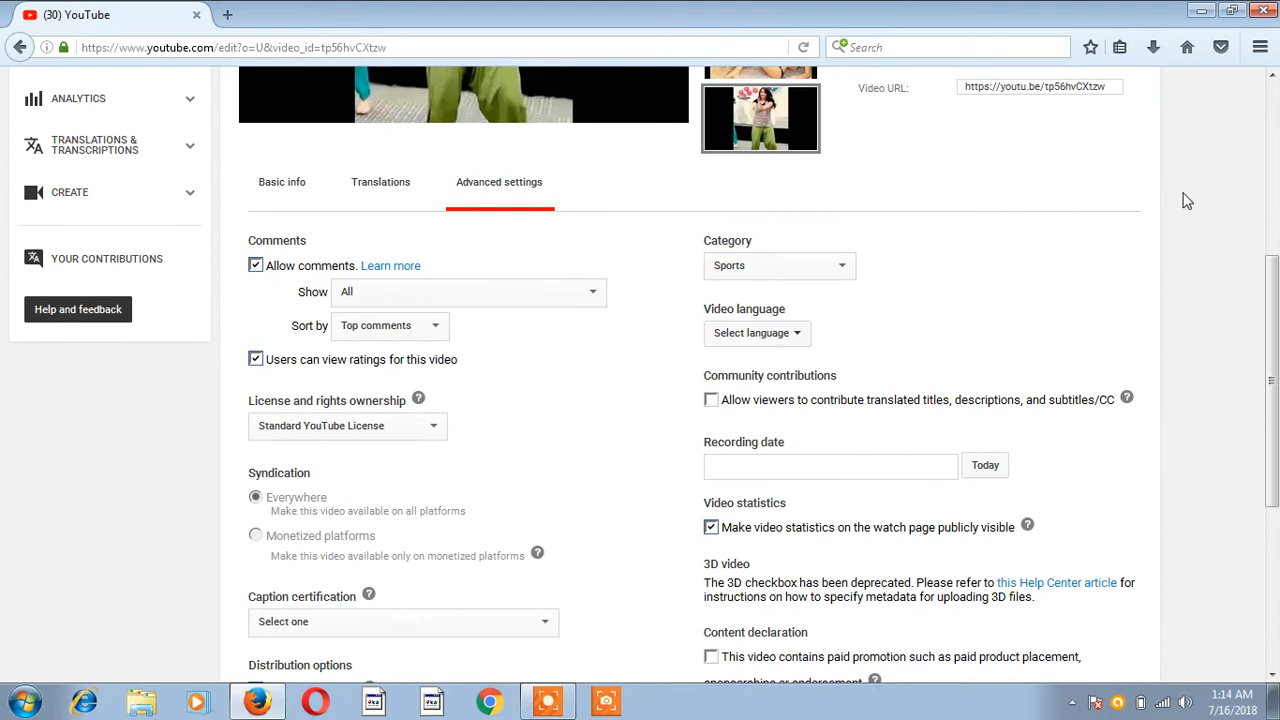 (30) YouTube
https://www.youtube.com/edit?o=U&video_id=tp56hvCXtzw
Search
ANALYTICS
TRANSLATIONS &
TRANSCRIPTIONS
CREATE
YOUR CONTRIBUTIONS
Help and feedback
Video URL:
https://youtu.be/tp56hvCXtzw
Basic info
Translations
Advanced settings
Comments
Allow comments. Learn more
Show
All
Sort by
Top comments
Users can view ratings for this video
License and rights ownership
Standard YouTube License
Syndication
Everywhere
Make this video available on all platforms
Monetized platforms
Make this video available only on monetized platforms
Caption certification
Select one
Distribution options
Category
Sports
Video language
Select language
Community contributions
Allow viewers to contribute translated titles, descriptions, and subtitles/CC
Recording date
Today
Video statistics
Make video statistics on the watch page publicly visible
3D video
The 3D checkbox has been deprecated. Please refer to this Help Center article for
instructions on how to specify metadata for uploading 3D files.
Content declaration
This video contains paid promotion such as paid product placement,
1:14 AM
7/16/2018